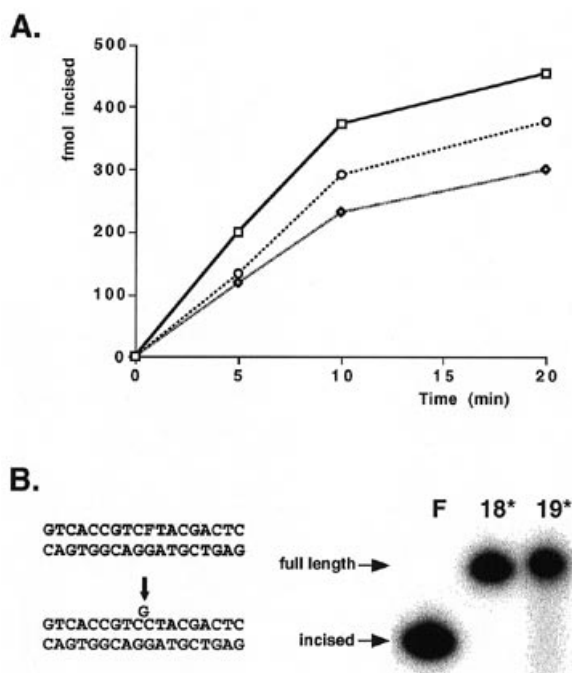 A.
500
400
300
200
100
0
fmol incised
0 5 10 15 20
Time (min)
B.
GTCACCGTCFTACGACTC
CAGTGGCAGGATGCTGAG
G
GTCACCGTCCTACGACTC
CAGTGGCAGGATGCTGAG
F 18* 19*
full length
incised